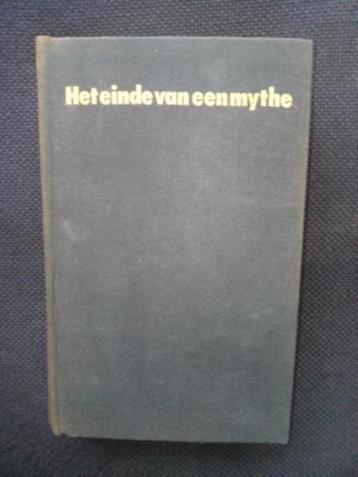 Het einde van een mythe